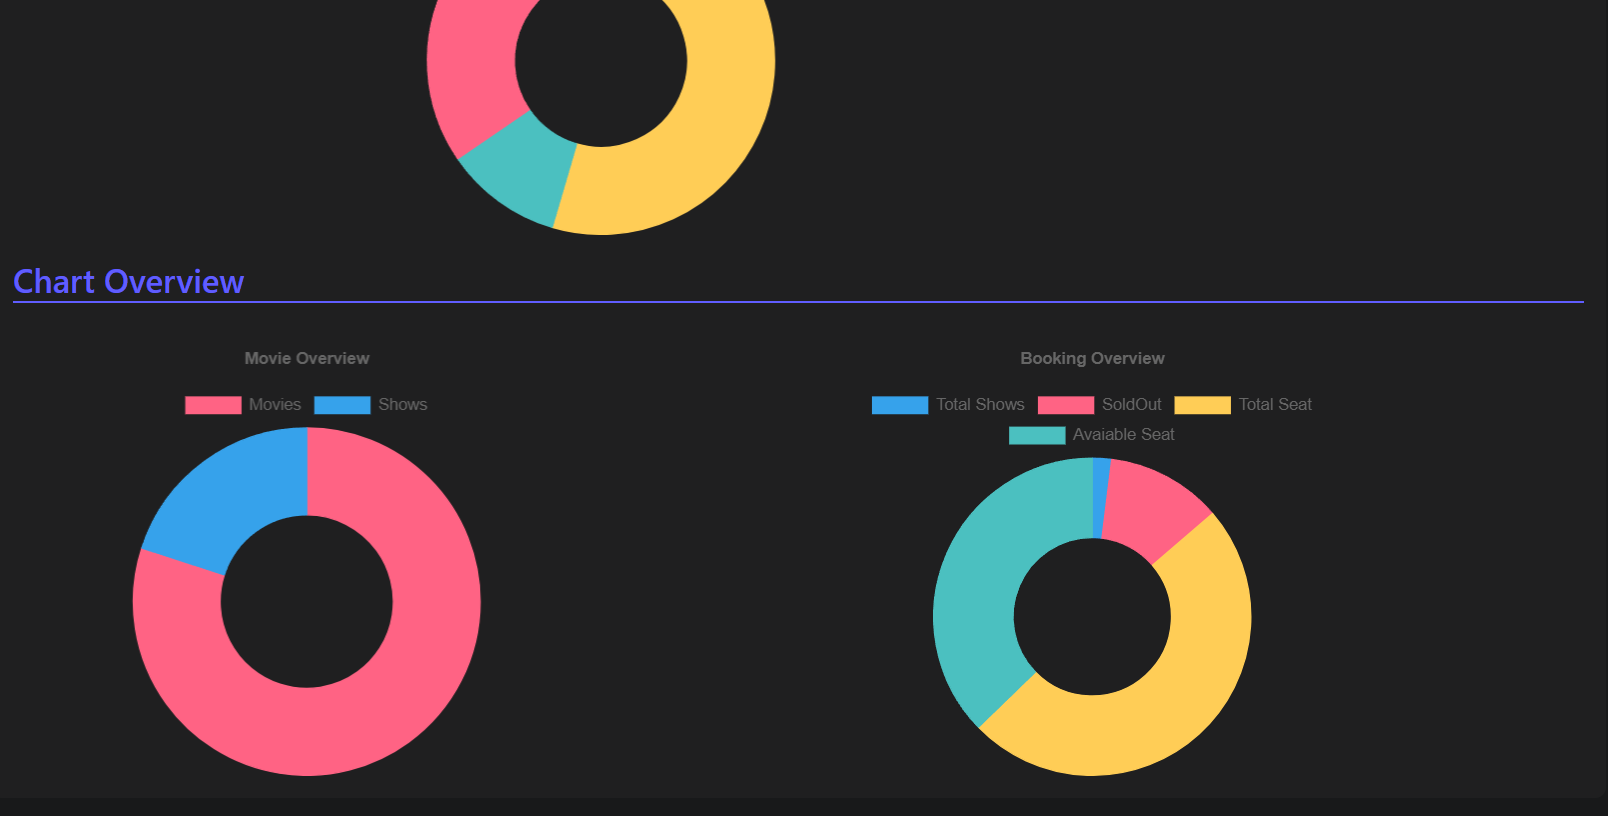 Chart Overview
Movie Overview
Movies Shows
Booking Overview
Total Shows SoldOut Total Seat
Avaiable Seat